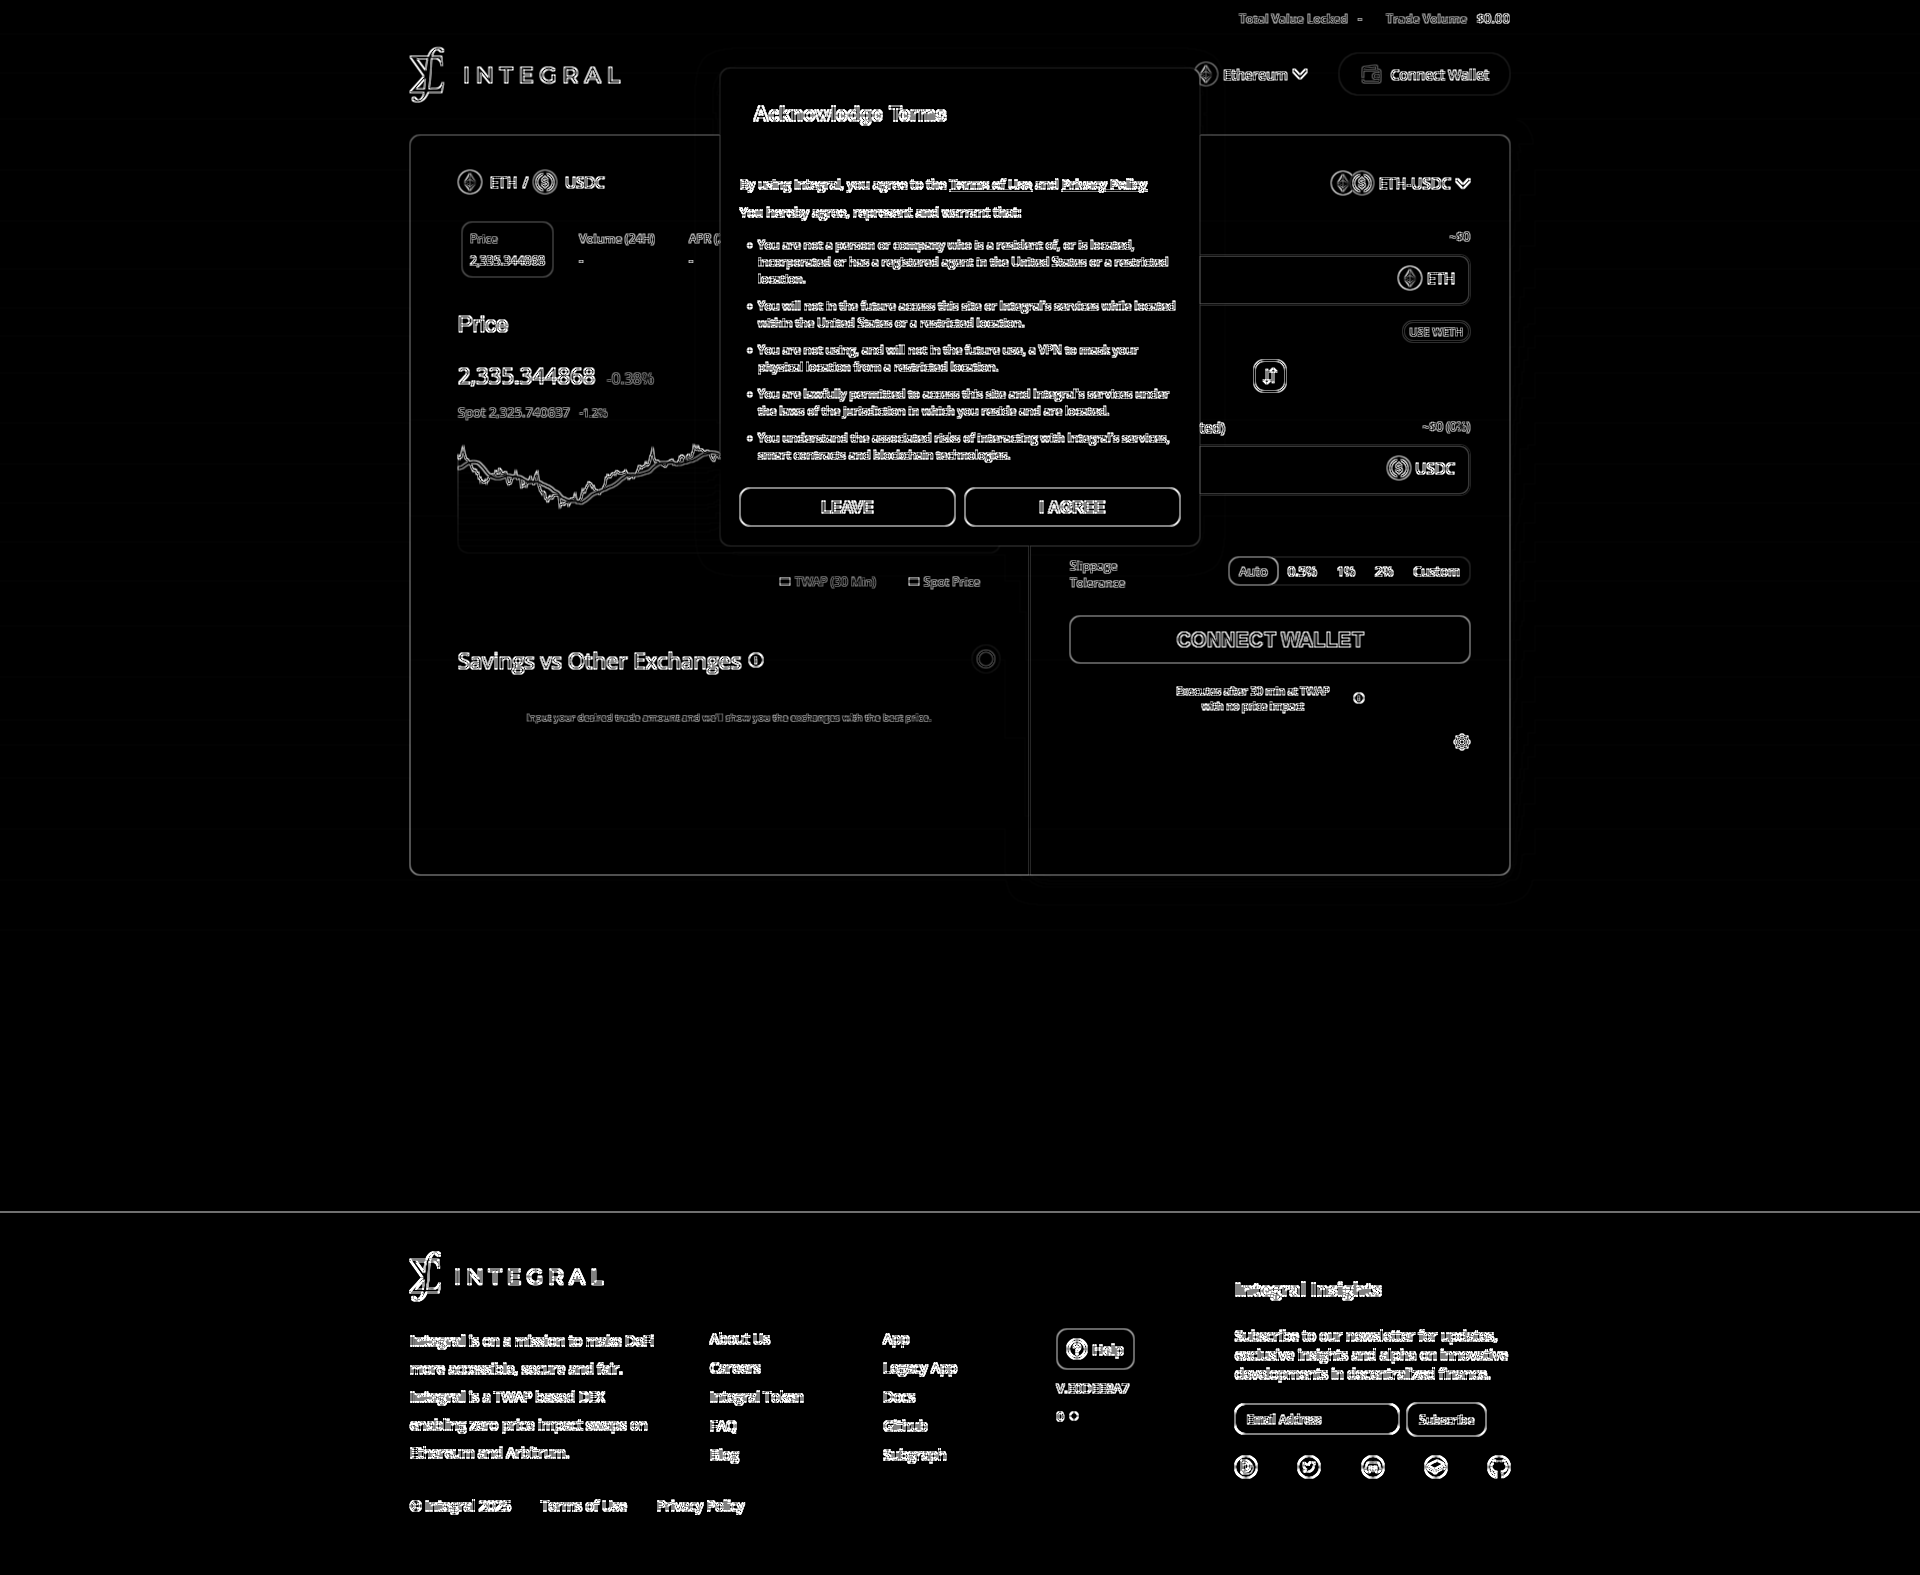 Total Value Locked - Trade Volume $0.00
INTEGRAL
Ethereum
Connect Wallet
Acknowledge Terms
By using Integral, you agree to the Terms of Use and Privacy Policy
You hereby agree, represent and warrant that:
You are not a person or company who is a resident of, or is located,
incorporated or has a registered agent in the United States or a restricted
location.
You will not in the future access this site or Integral's services while located
within the United States or a restricted location.
You are not using, and will not in the future use, a VPN to mask your
physical location from a restricted location.
You are lawfully permitted to access this site and Integral's services under
the laws of the jurisdiction in which you reside and are located.
You understand the associated risks of interacting with Integral's services,
smart contracts and blockchain technologies.
LEAVE
I AGREE
ETH / USDC
Price
2,335.344868
Volume (24H)
-
APR (
-
Price
2,335.344868 -0.38%
Spot 2,325.740637 -1.2%
TWAP (30 Min)
Spot Price
Savings vs Other Exchanges
Input your desired trade amount and we'll show you the exchanges with the best price.
ETH-USDC
~$0
ETH
USE WETH
ted)
~$0 (0%)
USDC
Slippage
Tolerance
Auto 0.5% 1% 2% Custom
CONNECT WALLET
Executes after 30 min at TWAP
with no price impact
INTEGRAL
Integral is on a mission to make DeFi
more accessible, secure and fair.
Integral is a TWAP based DEX
enabling zero price impact swaps on
Ethereum and Arbitrum.
About Us
Careers
Integral Token
FAQ
Blog
App
Legacy App
Docs
Github
Subgraph
Help
0
Integral Insights
Subscribe to our newsletter for updates,
exclusive insights and alpha on innovative
developments in decentralized finance.
Email Address
Subscribe
© Integral 2025
Terms of Use
Privacy Policy